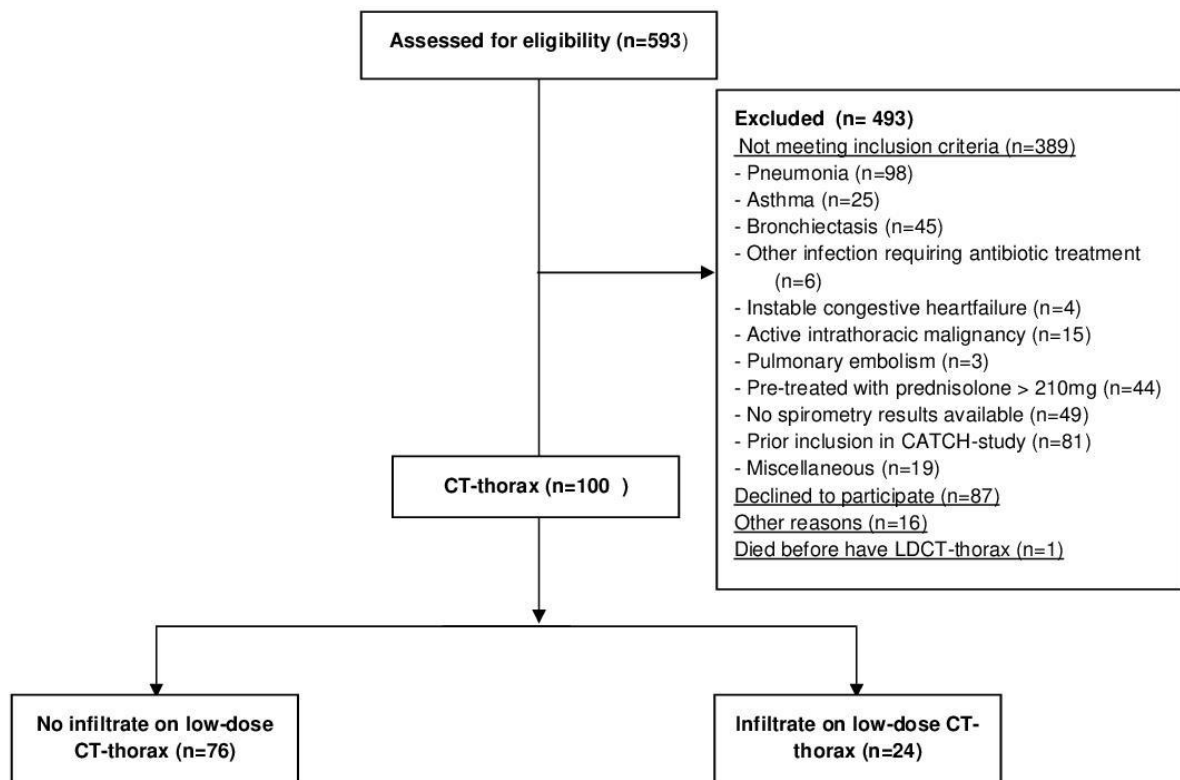 Assessed for eligibility (n=593)
Excluded (n= 493)
Not meeting inclusion criteria (n=389)
- Pneumonia (n=98)
- Asthma (n=25)
- Bronchiectasis (n=45)
- Other infection requiring antibiotic treatment
(n=6)
- Instable congestive heartfailure (n=4)
- Active intrathoracic malignancy (n=15)
- Pulmonary embolism (n=3)
- Pre-treated with prednisolone > 210mg (n=44)
- No spirometry results available (n=49)
- Prior inclusion in CATCH-study (n=81)
- Miscellaneous (n=19)
Declined to participate (n=87)
Other reasons (n=16)
Died before have LDCT-thorax (n=1)
CT-thorax (n=100 )
No infiltrate on low-dose
CT-thorax (n=76)
Infiltrate on low-dose CT-
thorax (n=24)